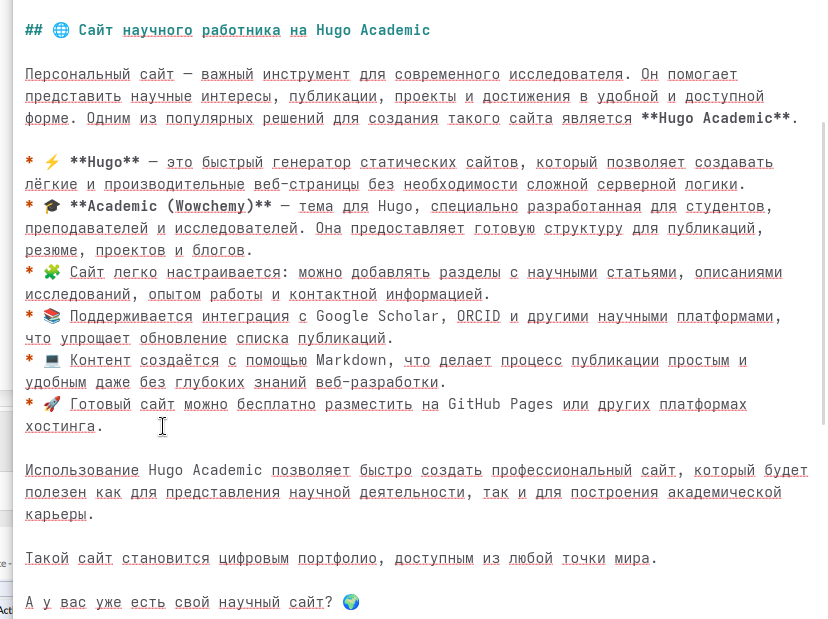 ## 🌐 Сайт научного работника на Hugo Academic
Персональный сайт — важный инструмент для современного исследователя. Он помогает
представить научные интересы, публикации, проекты и достижения в удобной и доступной
форме. Одним из популярных решений для создания такого сайта является **Hugo Academic**.
* ⚡ **Hugo** — это быстрый генератор статических сайтов, который позволяет создавать
лёгкие и производительные веб-страницы без необходимости сложной серверной логики.
* 🎓 **Academic (Wowchemy)** — тема для Hugo, специально разработанная для студентов,
преподавателей и исследователей. Она предоставляет готовую структуру для публикаций,
резюме, проектов и блогов.
* 🧩 Сайт легко настраивается: можно добавлять разделы с научными статьями, описаниями
исследований, опытом работы и контактной информацией.
* 📚 Поддерживается интеграция с Google Scholar, ORCID и другими научными платформами,
что упрощает обновление списка публикаций.
* 💻 Контент создаётся с помощью Markdown, что делает процесс публикации простым и
удобным даже без глубоких знаний веб-разработки.
* 🚀 Готовый сайт можно бесплатно разместить на GitHub Pages или других платформах
хостинга.
Использование Hugo Academic позволяет быстро создать профессиональный сайт, который будет
полезен как для представления научной деятельности, так и для построения академической
карьеры.
Такой сайт становится цифровым портфолио, доступным из любой точки мира.
А у вас уже есть свой научный сайт? 🌍